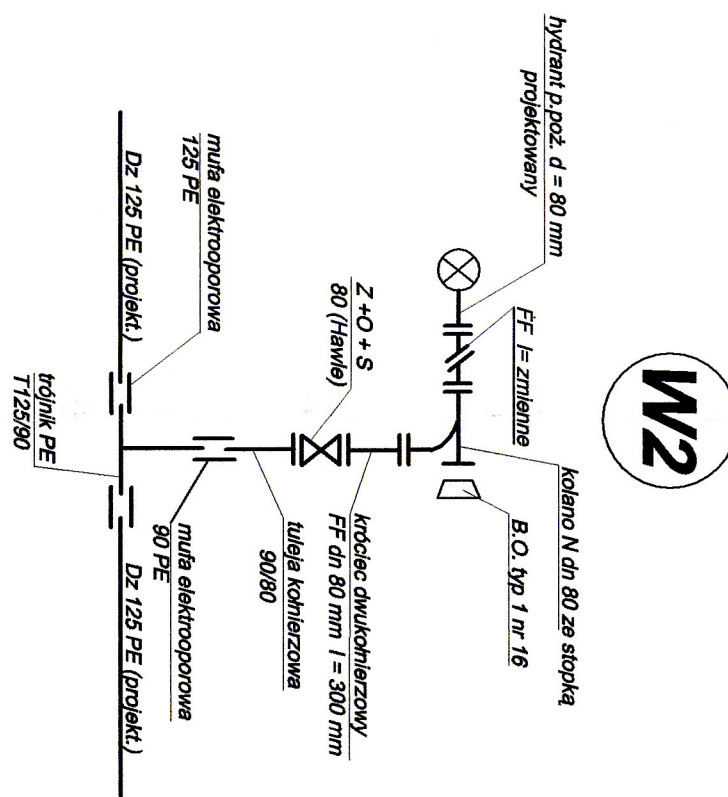 W2
hydrant p.poż. d = 80 mm
projektowany
FF l= zmienne
kolano N dn 80 ze stopką
B.O. typ 1 nr 16
Z +O + S
80 (Hawle)
króciec dwukołnierzowy
FF dn 80 mm l = 300 mm
tuleja kołnierzowa
90/80
mufa elektrooporowa
125 PE
mufa elektrooporowa
90 PE
Dz 125 PE (projekt.)
trójnik PE
T125/90
Dz 125 PE (projekt.)